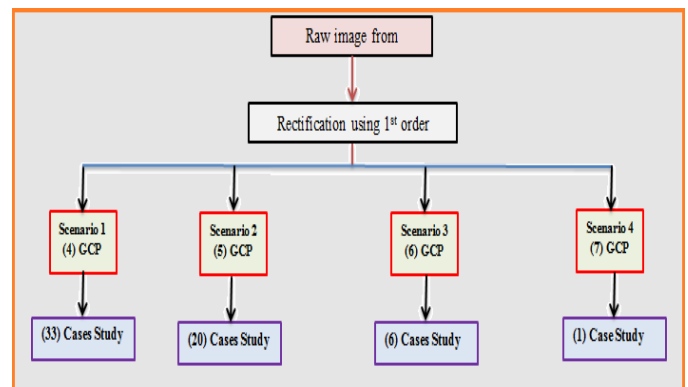 Raw image from
Rectification using 1st order
Scenario 1
(4) GCP
Scenario 2
(5) GCP
Scenario 3
(6) GCP
Scenario 4
(7) GCP
(33) Cases Study
(20) Cases Study
(6) Cases Study
(1) Case Study